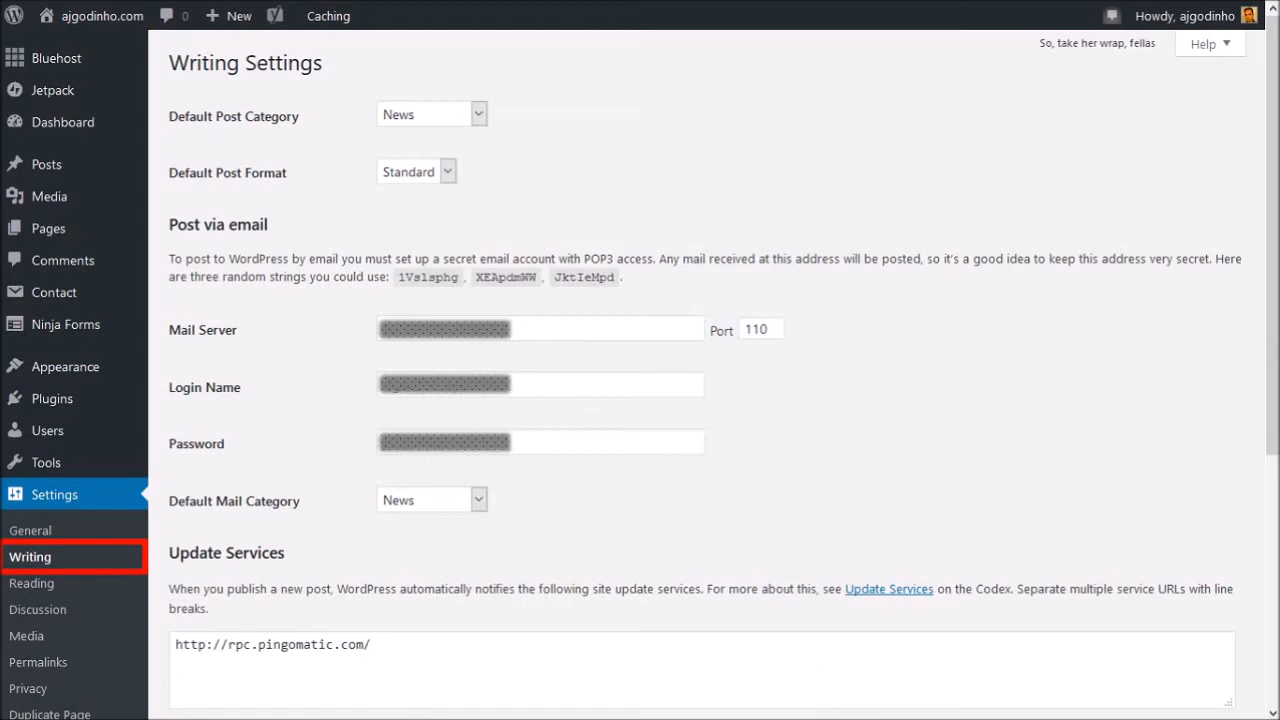 ajgodinho.com 0 New Caching Howdy, ajgodinho
So, take her wrap, fellas Help
Bluehost
Jetpack
Dashboard
Posts
Media
Pages
Comments
Contact
Ninja Forms
Appearance
Plugins
Users
Tools
Settings
General
Writing
Reading
Discussion
Media
Permalinks
Privacy
Duplicate Page
Writing Settings
Default Post Category News
Default Post Format Standard
Post via email
To post to WordPress by email you must set up a secret email account with POP3 access. Any mail received at this address will be posted, so it's a good idea to keep this address very secret. Here
are three random strings you could use: lVslsphg, XEApdmWW, JktIeMpd.
Mail Server Port 110
Login Name
Password
Default Mail Category News
Update Services
When you publish a new post, WordPress automatically notifies the following site update services. For more about this, see Update Services on the Codex. Separate multiple service URLs with line
breaks.
http://rpc.pingomatic.com/